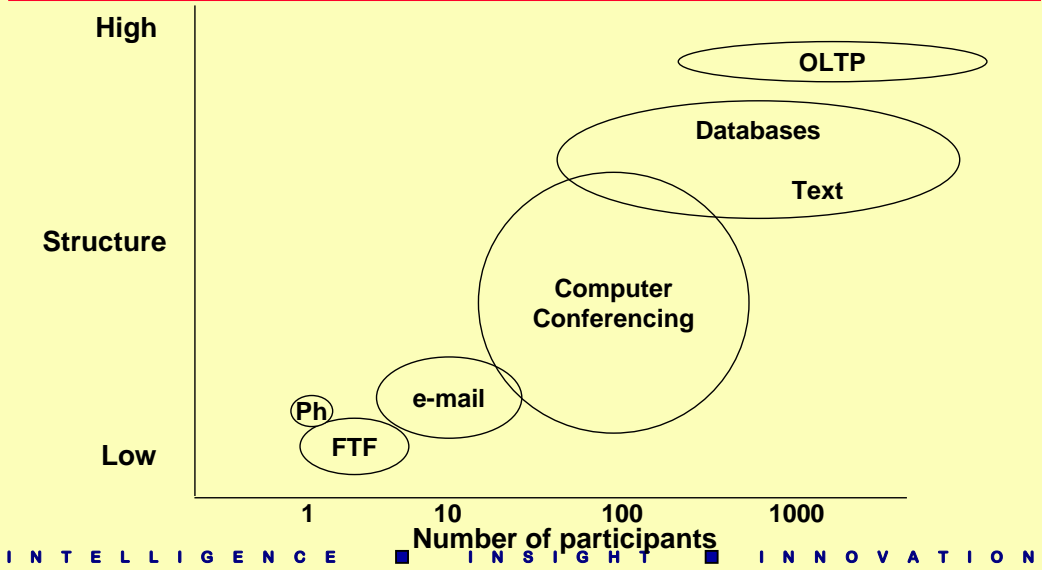 High
OLTP
Databases
Text
Structure
Computer
Conferencing
e-mail
Ph
FTF
Low
1 10 100 1000
Number of participants
INTELLIGENCE ■ INSIGHT ■ INNOVATION